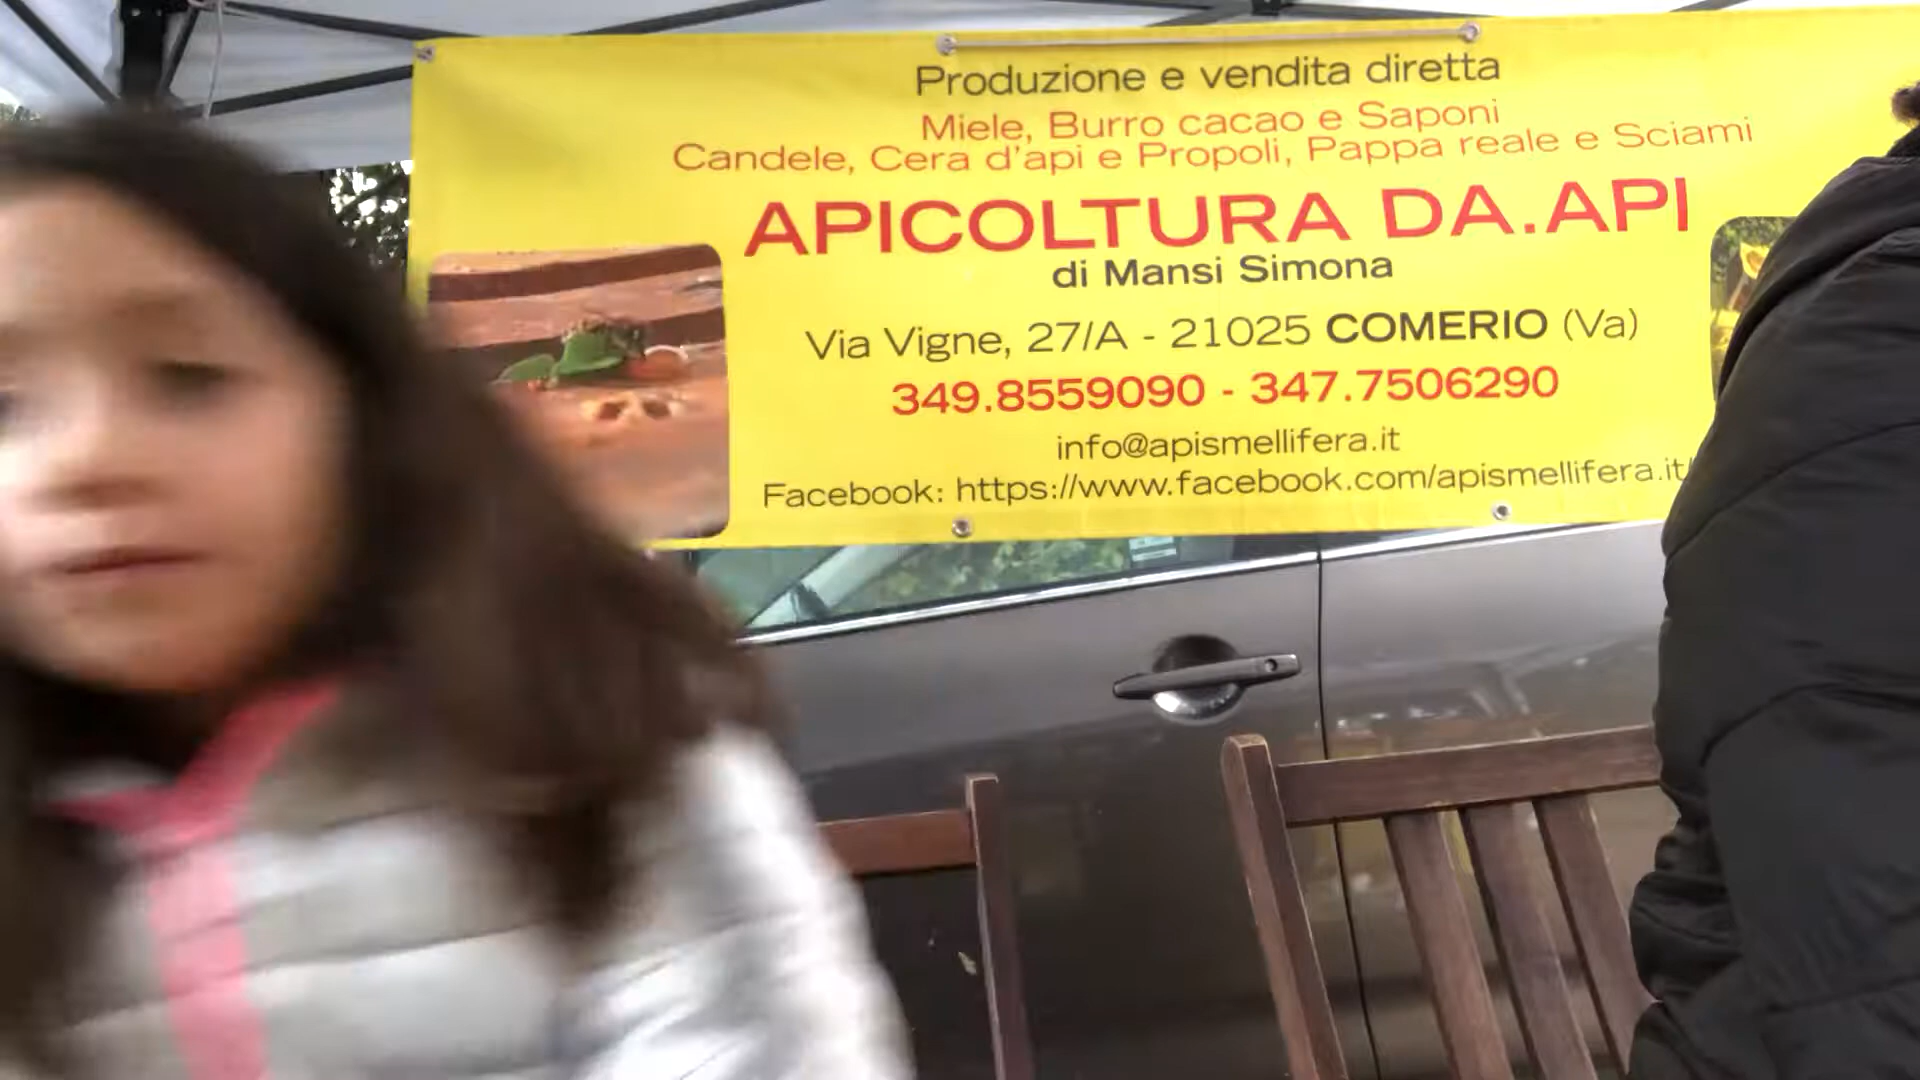 Produzione e vendita diretta
Miele, Burro cacao e Saponi
Candele, Cera d'api e Propoli, Pappa reale e Sciami
APICOLTURA DA.API
di Mansi Simona
Via Vigne, 27/A - 21025 COMERIO (Va)
349.8559090 - 347.7506290
info@apismellifera.it
Facebook: https://www.facebook.com/apismellifera.it/